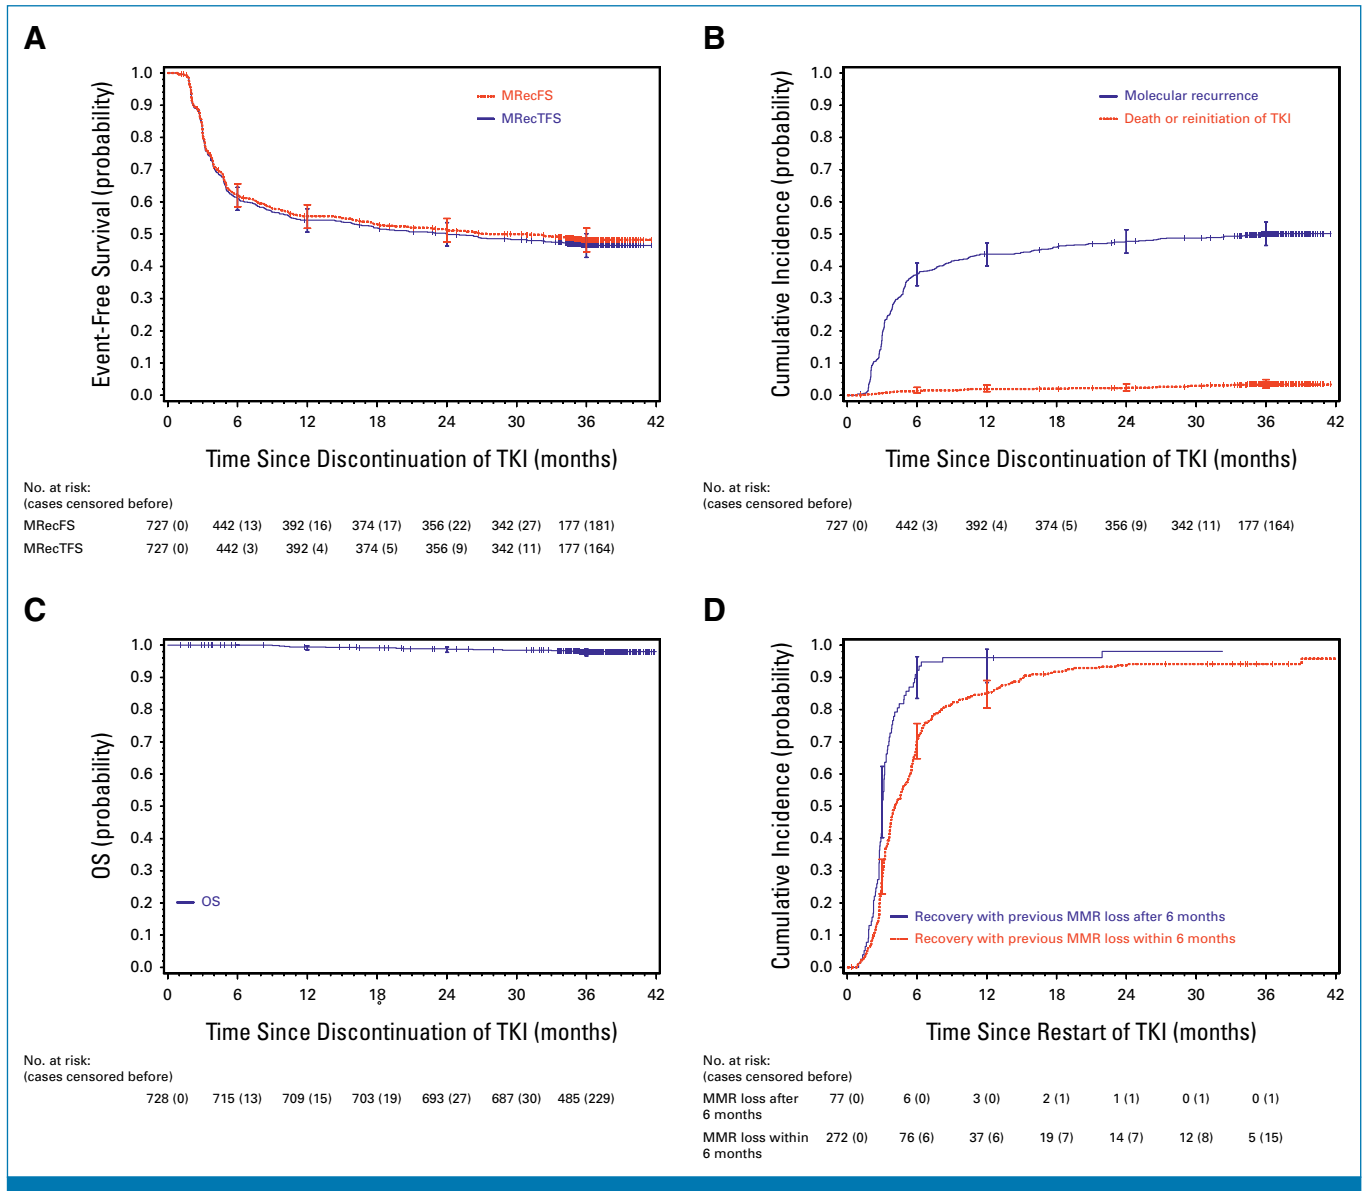 A
Event-Free Survival (probability)
1.0
0.9
0.8
0.7
0.6
0.5
0.4
0.3
0.2
0.1
0.0
MRecFS
MRecTFS
0 6 12 18 24 30 36 42
Time Since Discontinuation of TKI (months)
No. at risk:
(cases censored before)
MRecFS 727 (0) 442 (13) 392 (16) 374 (17) 356 (22) 342 (27) 177 (181)
MRecTFS 727 (0) 442 (3) 392 (4) 374 (5) 356 (9) 342 (11) 177 (164)
B
Cumulative Incidence (probability)
1.0
0.9
0.8
0.7
0.6
0.5
0.4
0.3
0.2
0.1
0.0
Molecular recurrence
Death or reinitiation of TKI
0 6 12 18 24 30 36 42
Time Since Discontinuation of TKI (months)
No. at risk:
(cases censored before)
727 (0) 442 (3) 392 (4) 374 (5) 356 (9) 342 (11) 177 (164)
C
OS (probability)
1.0
0.9
0.8
0.7
0.6
0.5
0.4
0.3
0.2
0.1
0.0
OS
0 6 12 18 24 30 36 42
Time Since Discontinuation of TKI (months)
No. at risk:
(cases censored before)
728 (0) 715 (13) 709 (15) 703 (19) 693 (27) 687 (30) 485 (229)
D
Cumulative Incidence (probability)
1.0
0.9
0.8
0.7
0.6
0.5
0.4
0.3
0.2
0.1
0.0
Recovery with previous MMR loss after 6 months
Recovery with previous MMR loss within 6 months
0 6 12 18 24 30 36 42
Time Since Restart of TKI (months)
No. at risk:
(cases censored before)
MMR loss after 77 (0) 6 (0) 3 (0) 2 (1) 1 (1) 0 (1) 0 (1)
6 months
MMR loss within 272 (0) 76 (6) 37 (6) 19 (7) 14 (7) 12 (8) 5 (15)
6 months